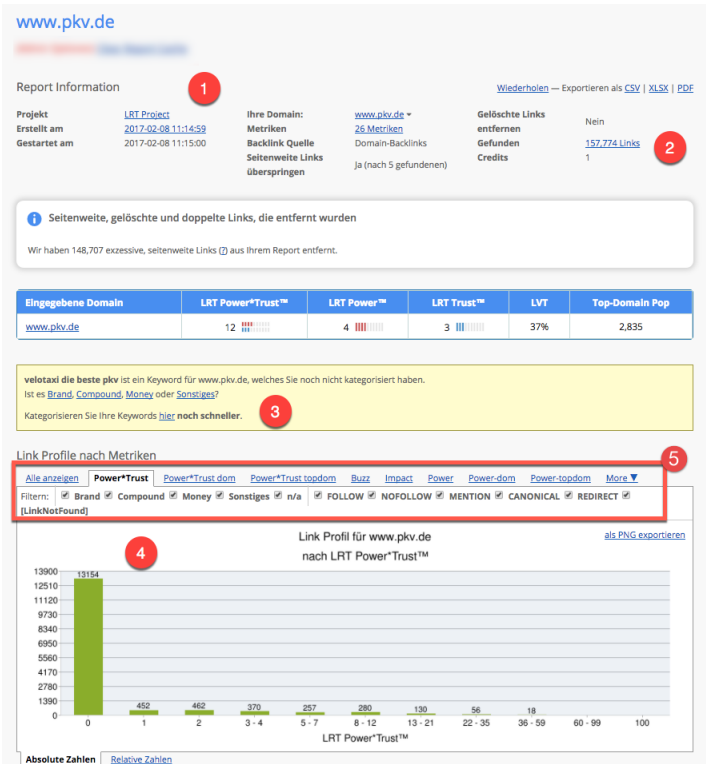 www.pkv.de
Report Information
1
Wiederholen — Exportieren als CSV | XLSX | PDF
Projekt LRT Project Ihre Domain: www.pkv.de Gelöschte Links entfernen Nein
Erstellt am 2017-02-08 11:14:59 Metriken 26 Metriken
Gestartet am 2017-02-08 11:15:00 Backlink Quelle Domain-Backlinks Gefunden 157,774 Links
2
Seitenweite Links überspringen Ja (nach 5 gefundenen) Credits 1
Seitenweite, gelöschte und doppelte Links, die entfernt wurden
Wir haben 148,707 exzessive, seitenweite Links (?) aus Ihrem Report entfernt.
Eingegebene Domain LRT Power*Trust™ LRT Power™ LRT Trust™ LVT Top-Domain Pop
www.pkv.de 12 4 3 37% 2,835
velotaxi die beste pkv ist ein Keyword für www.pkv.de, welches Sie noch nicht kategorisiert haben.
Ist es Brand, Compound, Money oder Sonstiges?
Kategorisieren Sie Ihre Keywords hier noch schneller.
3
Link Profile nach Metriken
5
Alle anzeigen Power*Trust Power*Trust dom Power*Trust topdom Buzz Impact Power Power-dom Power-topdom More ▼
Filtern: Brand Compound Money Sonstiges n/a FOLLOW NOFOLLOW MENTION CANONICAL REDIRECT
[LinkNotFound]
Link Profil für www.pkv.de
als PNG exportieren
nach LRT Power*Trust™
4
13900
12510
11120
9730
8340
6950
5560
4170
2780
1390
0
13154 452 462 370 257 280 130 56 18
0 1 2 3 - 4 5 - 7 8 - 12 13 - 21 22 - 35 36 - 59 60 - 99 100
LRT Power*Trust™
Absolute Zahlen Relative Zahlen